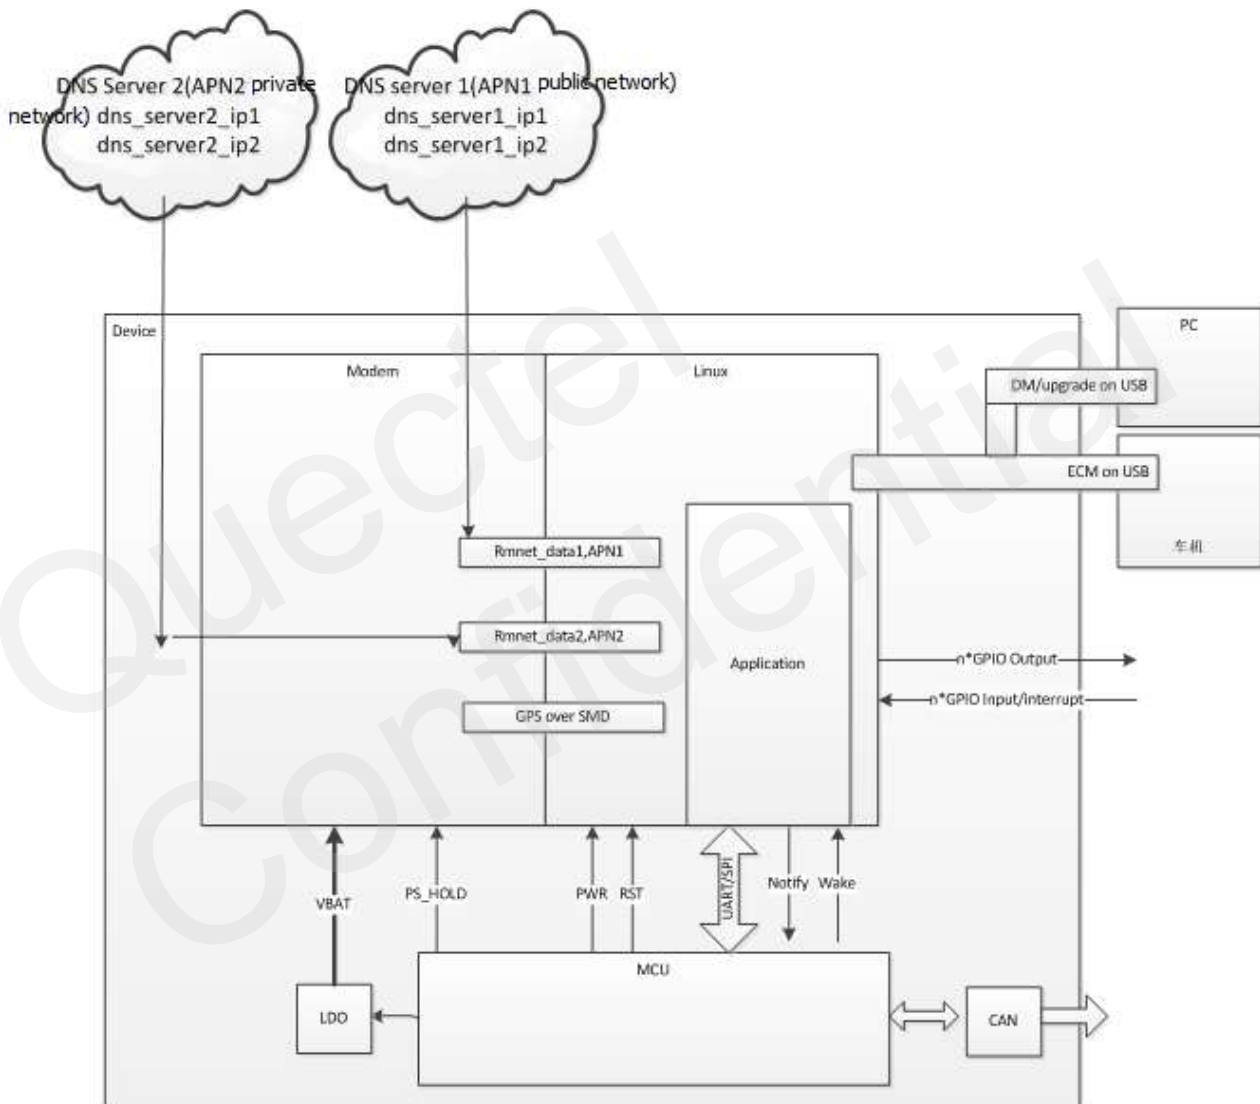 DNS Server 2(APN2 private
network) dns_server2_ip1
dns_server2_ip2
DNS server 1(APN1 public network)
dns_server1_ip1
dns_server1_ip2
Device
Modem
Linux
PC
DM/upgrade on USB
ECM on USB
车机
Rmnet_data1,APN1
Rmnet_data2,APN2
GPS over SMD
Application
n*GPIO Output
n*GPIO Input/interrupt
VBAT
PS_HOLD
PWR
RST
UART/SPI
Notify
Wake
MCU
LDO
CAN
Quectel
Confidential